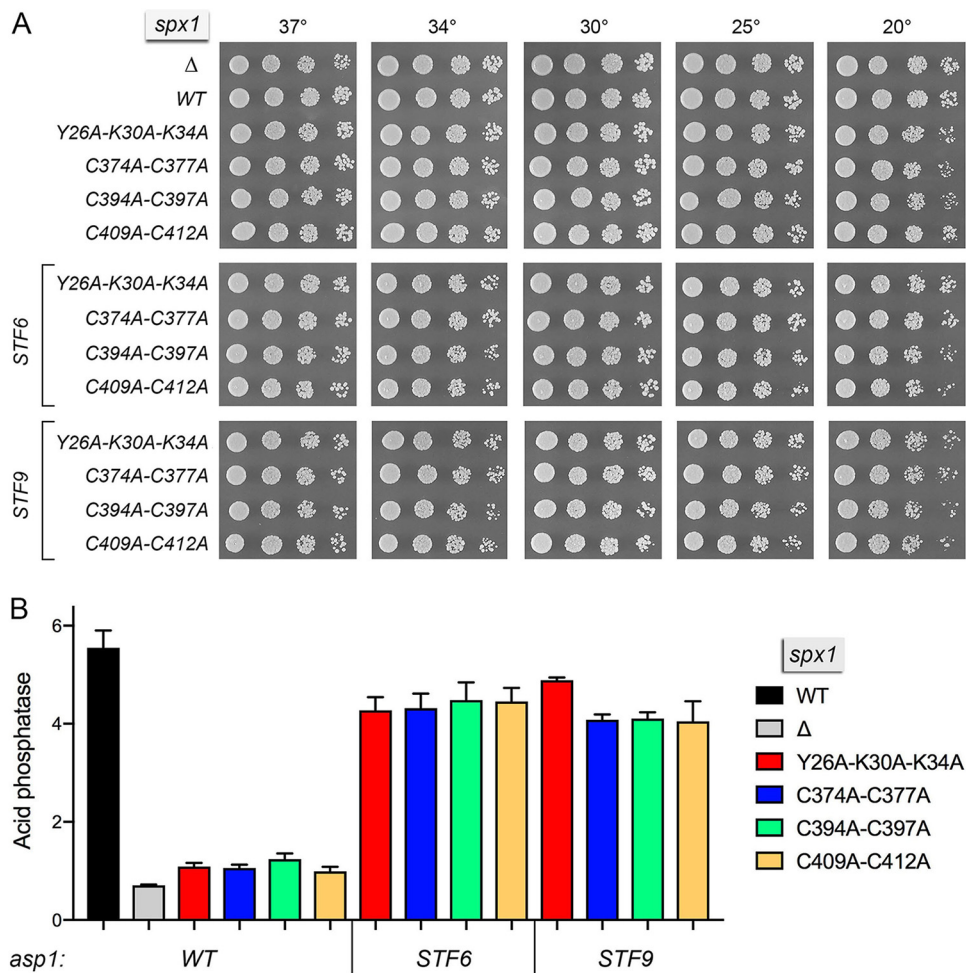 A
spx1 37° 34° 30° 25° 20°
Δ
WT
Y26A-K30A-K34A
C374A-C377A
C394A-C397A
C409A-C412A
STF6
Y26A-K30A-K34A
C374A-C377A
C394A-C397A
C409A-C412A
STF9
Y26A-K30A-K34A
C374A-C377A
C394A-C397A
C409A-C412A
B
Acid phosphatase
6
4
2
0
asp1: WT STF6 STF9
spx1
WT
Δ
Y26A-K30A-K34A
C374A-C377A
C394A-C397A
C409A-C412A